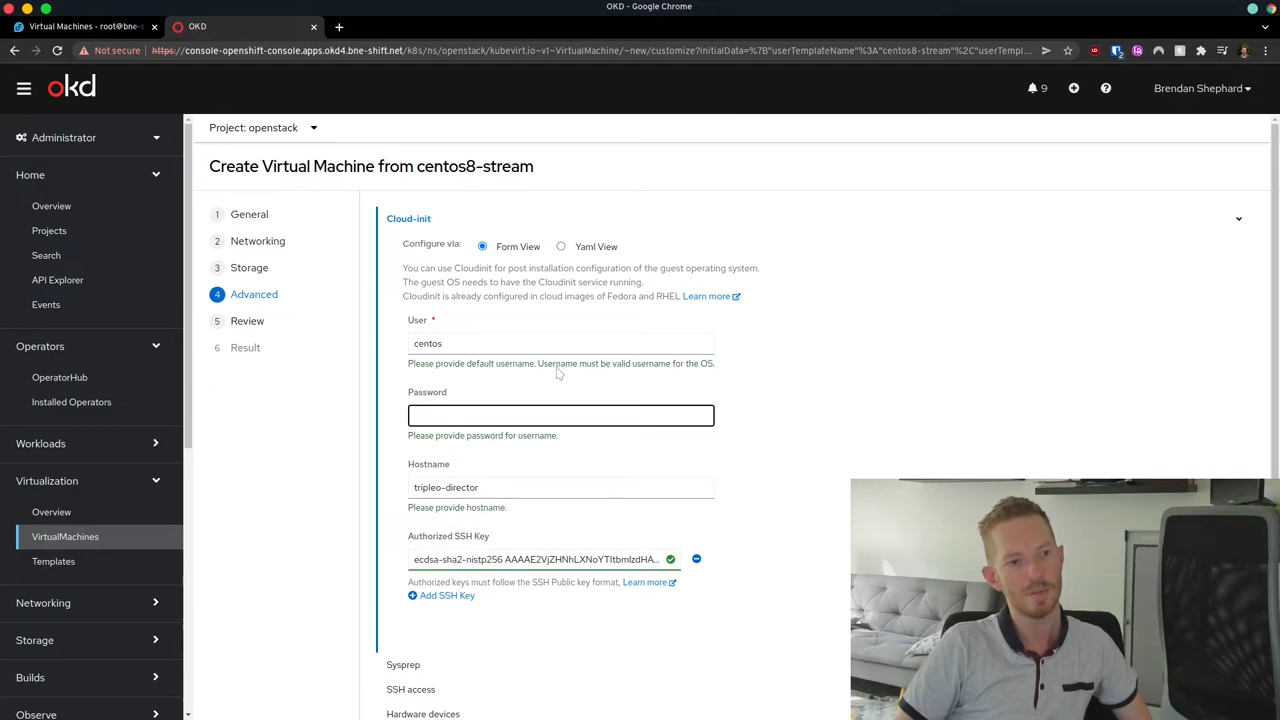 OKD - Google Chrome
Virtual Machines - root@bne-s
OKD
Not secure
https://console-openshift-console.apps.okd4.bne-shift.net/k8s/ns/openstack/kubevirt.io~v1~VirtualMachine/~new/customize?initialData=%7B"userTemplateName"%3A"centos8-stream"%2C"userTempl...
okd
9
Brendan Shephard
Administrator
Home
Overview
Projects
Search
API Explorer
Events
Operators
OperatorHub
Installed Operators
Workloads
Virtualization
Overview
VirtualMachines
Templates
Networking
Storage
Builds
Observe
Project: openstack
Create Virtual Machine from centos8-stream
1 General
2 Networking
3 Storage
4 Advanced
5 Review
6 Result
Cloud-init
Configure via: Form View Yaml View
You can use Cloudinit for post installation configuration of the guest operating system.
The guest OS needs to have the Cloudinit service running.
Cloudinit is already configured in cloud images of Fedora and RHEL Learn more
User *
centos
Please provide default username. Username must be valid username for the OS.
Password
Please provide password for username.
Hostname
tripleo-director
Please provide hostname.
Authorized SSH Key
ecdsa-sha2-nistp256 AAAAE2VjZHNhLXNoYTItbmlzdHA...
Authorized keys must follow the SSH Public key format, Learn more
Add SSH Key
Sysprep
SSH access
Hardware devices